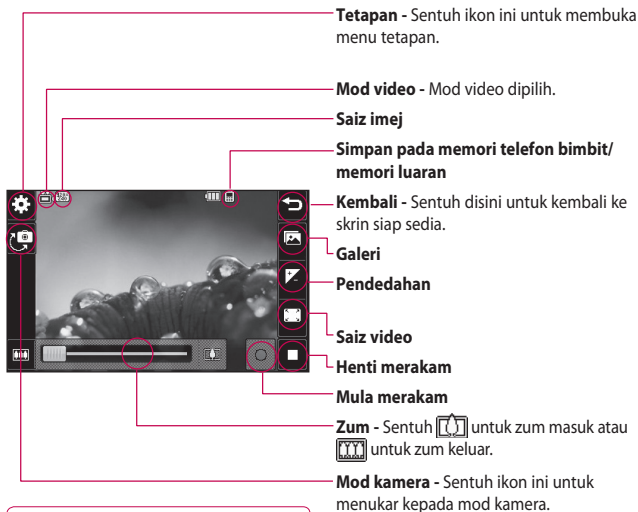 Tetapan - Sentuh ikon ini untuk membuka
menu tetapan.
Mod video - Mod video dipilih.
Saiz imej
Simpan pada memori telefon bimbit/
memori luaran
Kembali - Sentuh disini untuk kembali ke
skrin siap sedia.
Galeri
Pendedahan
Saiz video
Henti merakam
Mula merakam
Zum - Sentuh untuk zum masuk atau
untuk zum keluar.
Mod kamera - Sentuh ikon ini untuk
menukar kepada mod kamera.